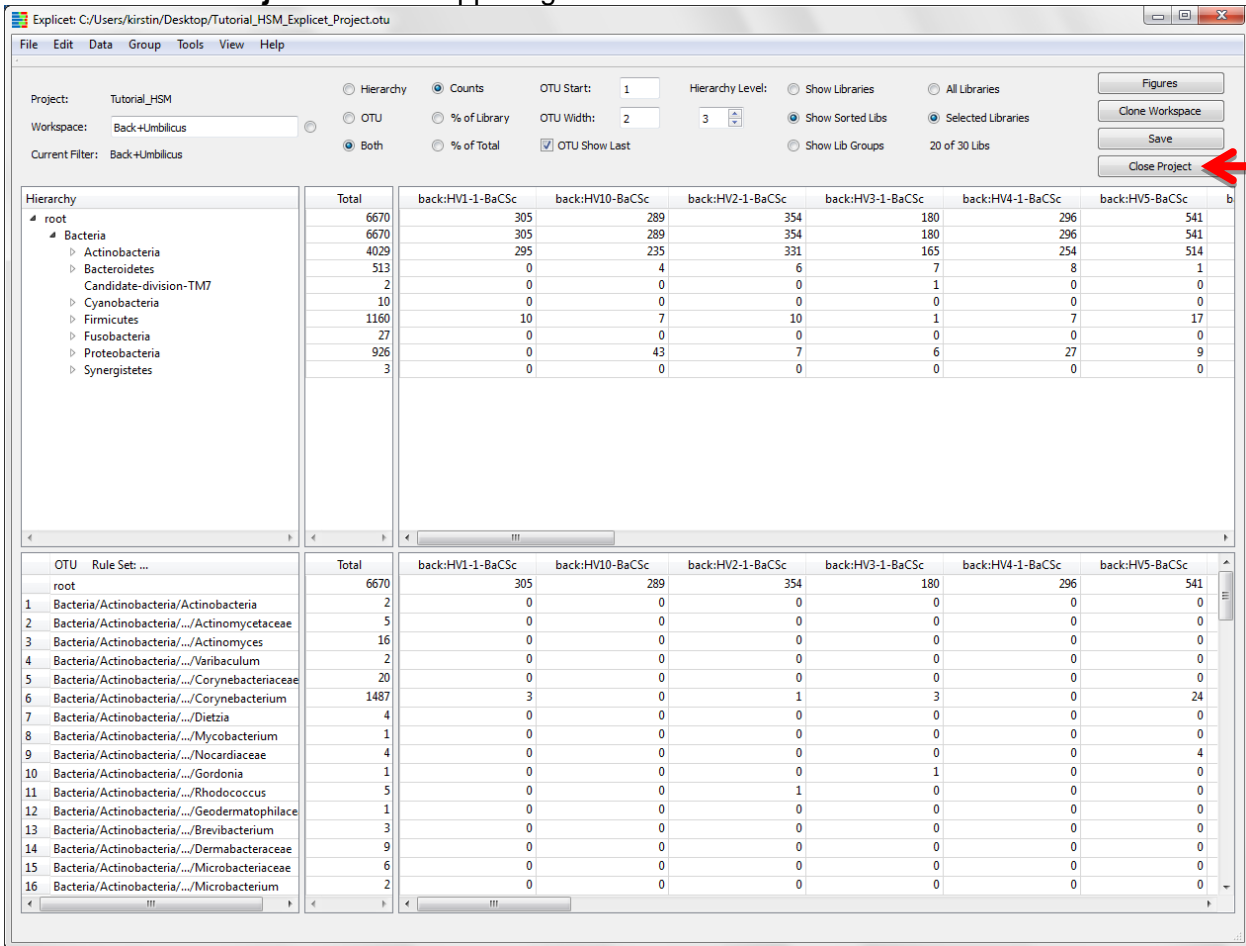 Explicet: C:/Users/kirstin/Desktop/Tutorial_HSM_Explicet_Project.otu
File Edit Data Group Tools View Help
Hierarchy Counts OTU Start: 1 Hierarchy Level: Show Libraries All Libraries Figures
Project: Tutorial_HSM
Workspace: Back+Umbilicus OTU % of Library OTU Width: 2 3 Show Sorted Libs Selected Libraries Clone Workspace
Current Filter: Back+Umbilicus Both % of Total OTU Show Last Show Lib Groups 20 of 30 Libs Save
Close Project
Hierarchy Total back:HV1-1-BaCSc back:HV10-BaCSc back:HV2-1-BaCSc back:HV3-1-BaCSc back:HV4-1-BaCSc back:HV5-BaCSc b
root 6670 305 289 354 180 296 541
Bacteria 6670 305 289 354 180 296 541
Actinobacteria 4029 295 235 331 165 254 514
Bacteroidetes 513 0 4 6 7 8 1
Candidate-division-TM7 2 0 0 0 1 0 0
Cyanobacteria 10 0 0 0 0 0 0
Firmicutes 1160 10 7 10 1 7 17
Fusobacteria 27 0 0 0 0 0 0
Proteobacteria 926 0 43 7 6 27 9
Synergistetes 3 0 0 0 0 0 0
OTU Rule Set: ... Total back:HV1-1-BaCSc back:HV10-BaCSc back:HV2-1-BaCSc back:HV3-1-BaCSc back:HV4-1-BaCSc back:HV5-BaCSc
root 6670 305 289 354 180 296 541
1 Bacteria/Actinobacteria/Actinobacteria 2 0 0 0 0 0 0
2 Bacteria/Actinobacteria/.../Actinomycetaceae 5 0 0 0 0 0 0
3 Bacteria/Actinobacteria/.../Actinomyces 16 0 0 0 0 0 0
4 Bacteria/Actinobacteria/.../Varibaculum 2 0 0 0 0 0 0
5 Bacteria/Actinobacteria/.../Corynebacteriaceae 20 0 0 0 0 0 0
6 Bacteria/Actinobacteria/.../Corynebacterium 1487 3 0 1 3 0 24
7 Bacteria/Actinobacteria/.../Dietzia 4 0 0 0 0 0 0
8 Bacteria/Actinobacteria/.../Mycobacterium 1 0 0 0 0 0 0
9 Bacteria/Actinobacteria/.../Nocardiaceae 4 0 0 0 0 0 4
10 Bacteria/Actinobacteria/.../Gordonia 1 0 0 0 1 0 0
11 Bacteria/Actinobacteria/.../Rhodococcus 5 0 0 1 0 0 0
12 Bacteria/Actinobacteria/.../Geodermatophilace 1 0 0 0 0 0 0
13 Bacteria/Actinobacteria/.../Brevibacterium 3 0 0 0 0 0 0
14 Bacteria/Actinobacteria/.../Dermabacteraceae 9 0 0 0 0 0 0
15 Bacteria/Actinobacteria/.../Microbacteriaceae 6 0 0 0 0 0 0
16 Bacteria/Actinobacteria/.../Microbacterium 2 0 0 0 0 0 0